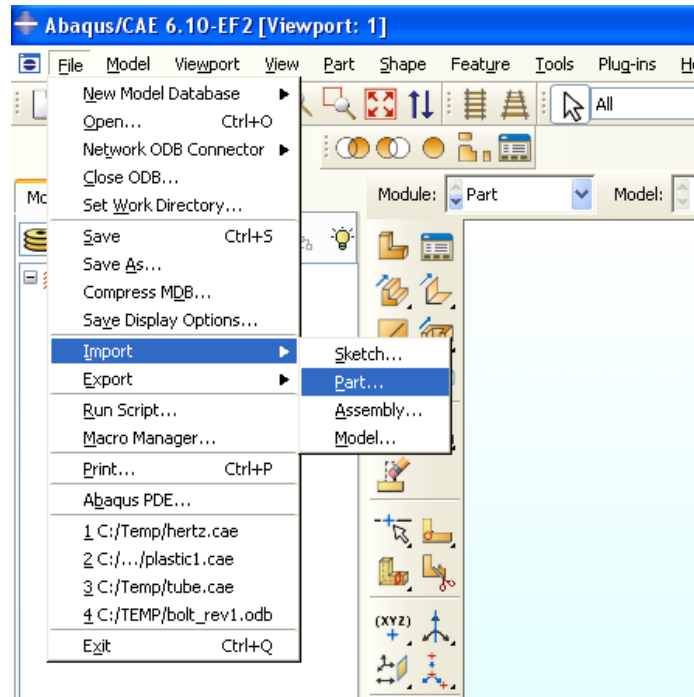 Abaqus/CAE 6.10-EF2 [Viewport: 1]
File Model Viewport View Part Shape Feature Tools Plug-ins
New Model Database
Open... Ctrl+O
All
Network ODB Connector
Close ODB...
Set Work Directory...
Module: Part Model:
Save Ctrl+S
Save As...
Compress MDB...
Save Display Options...
Import
Export
Sketch...
Part...
Assembly...
Model...
Run Script...
Macro Manager...
Print... Ctrl+P
Abaqus PDE...
1 C:/Temp/hertz.cae
2 C:/.../plastic1.cae
3 C:/Temp/tube.cae
4 C:/TEMP/bolt_rev1.odb
Exit Ctrl+Q
(XYZ)